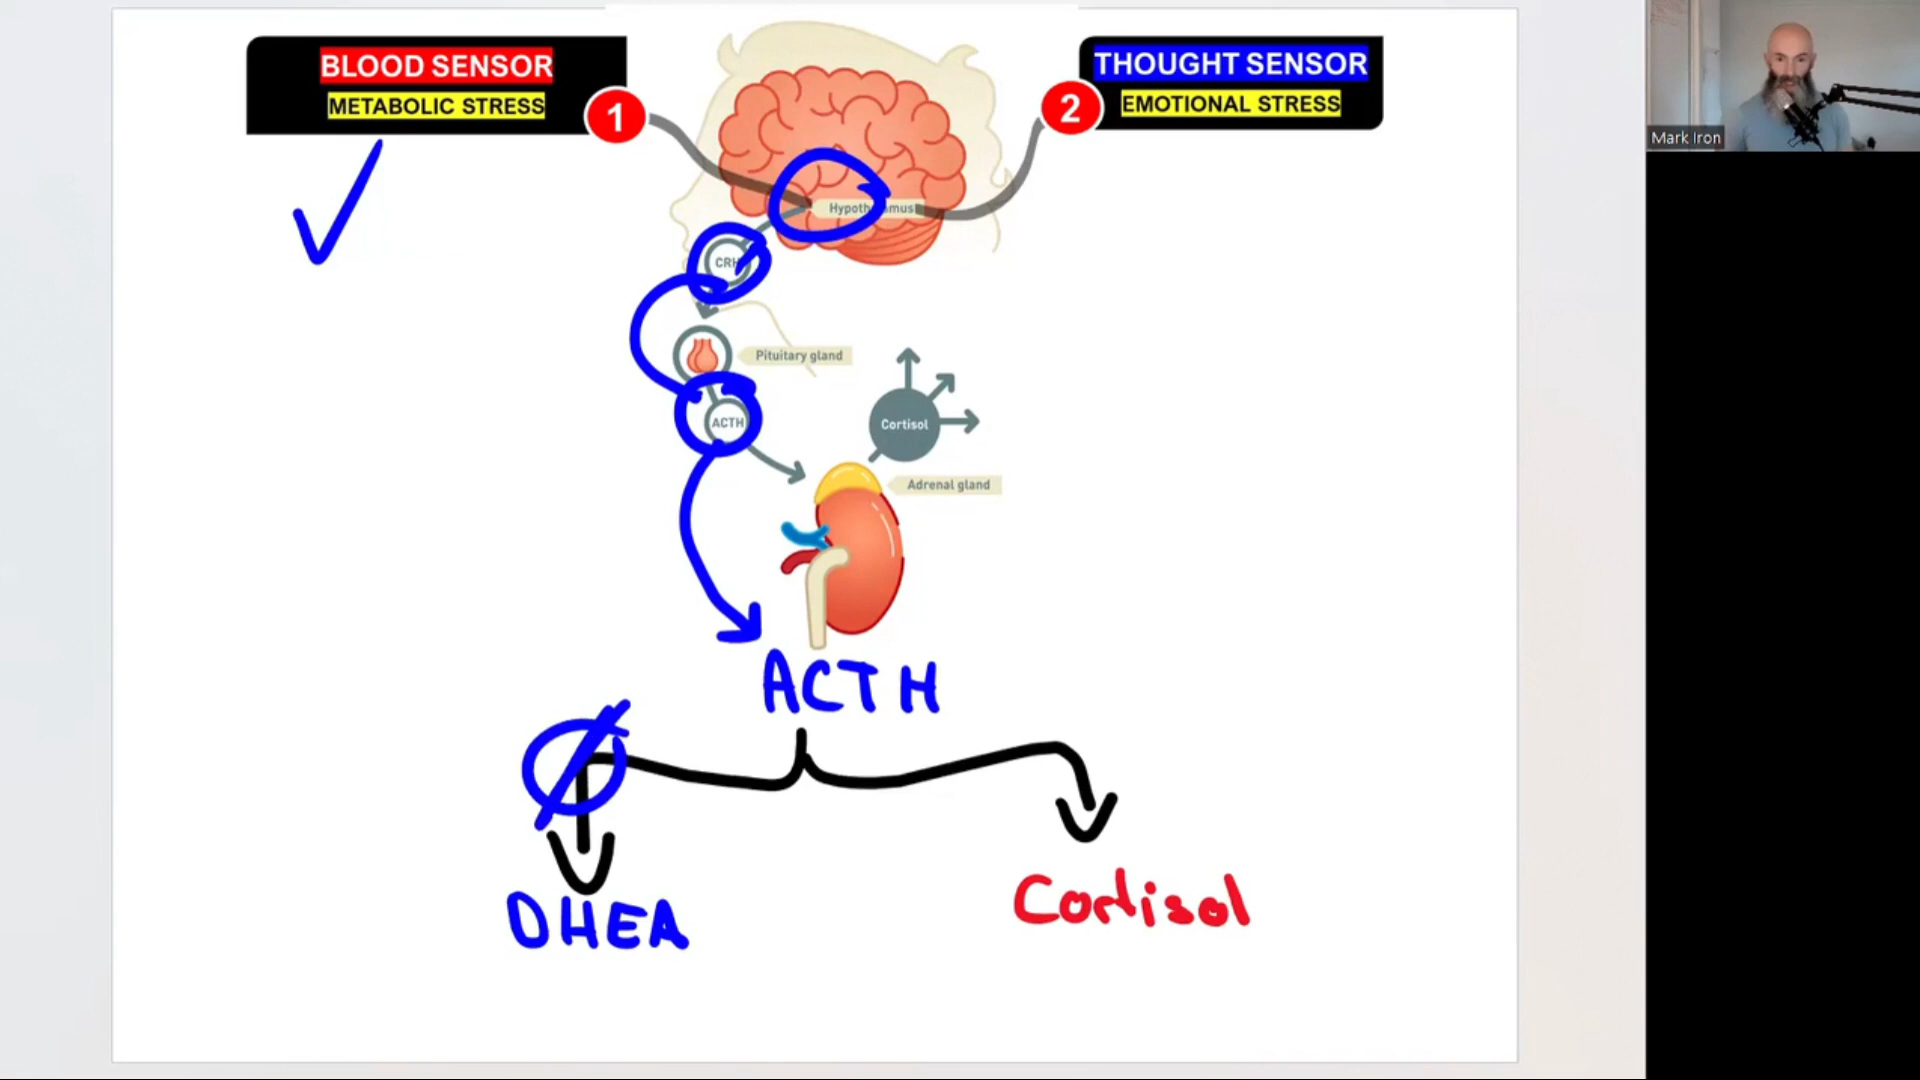 BLOOD SENSOR
METABOLIC STRESS
1
2
THOUGHT SENSOR
EMOTIONAL STRESS
Mark Iron
Hypothalamus
CRH
Pituitary gland
ACTH
Cortisol
Adrenal gland
ACTH
DHEA
Cortisol